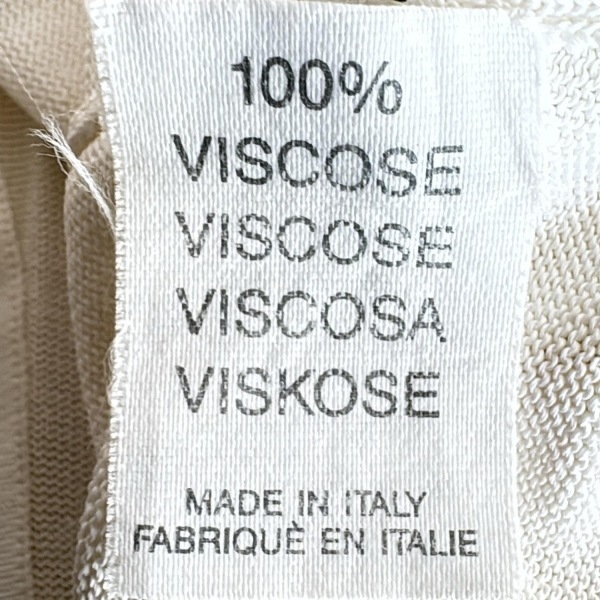 100%
VISCOSE
VISCOSE
VISCOSA
VISKOSE
MADE IN ITALY
FABRIQUÈ EN ITALIE